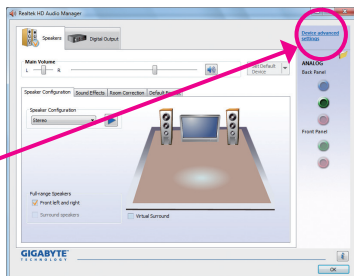 Realtek HD Audio Manager
Speakers
Digital Output
Device advanced
settings
Main Volume
L
R
Set Default
Device
ANALOG
Back Panel
Speaker Configuration
Sound Effects
Room Correction
Default Format
Speaker Configuration
Stereo
Front Panel
Full-range Speakers
Front left and right
Surround speakers
Virtual Surround
GIGABYTE
TECHNOLOGY
OK